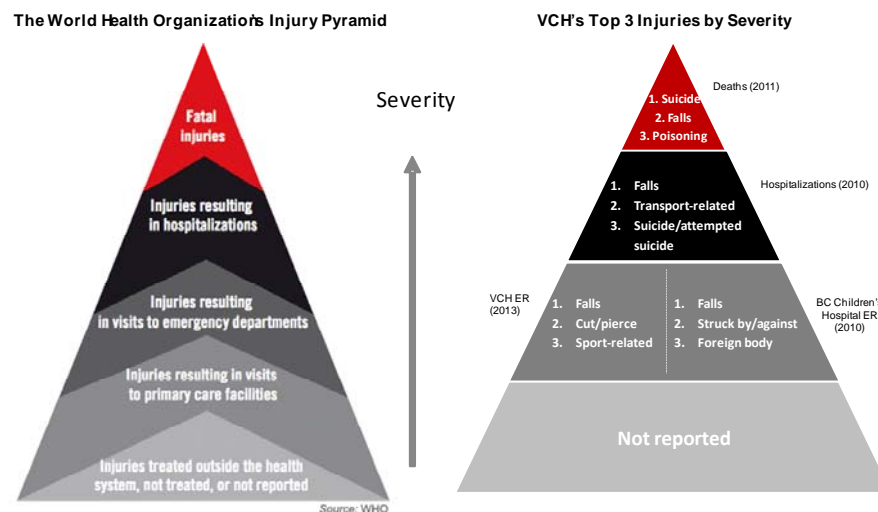 The World Health Organization's Injury Pyramid
Fatal
injuries
Injuries resulting
in hospitalizations
Injuries resulting
in visits to emergency departments
Injuries resulting in visits
to primary care facilities
Injuries treated outside the health
system, not treated, or not reported
Source: WHO
Severity
VCH's Top 3 Injuries by Severity
Deaths (2011)
1. Suicide
2. Falls
3. Poisoning
Hospitalizations (2010)
1. Falls
2. Transport-related
3. Suicide/attempted
suicide
VCH ER
(2013)
1. Falls
2. Cut/pierce
3. Sport-related
1. Falls
2. Struck by/against
3. Foreign body
BC Children's
Hospital ER
(2010)
Not reported